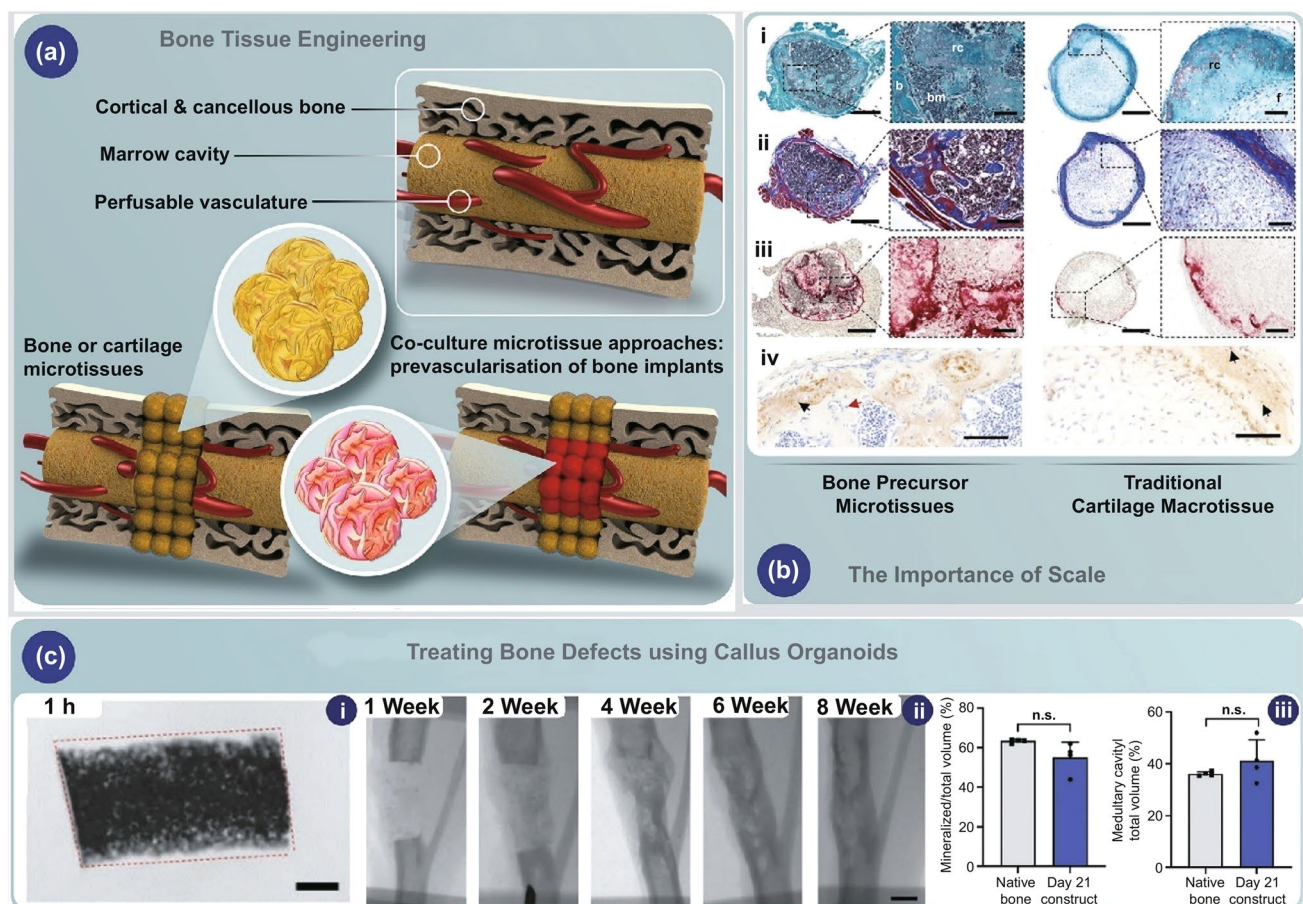 (a)
Bone Tissue Engineering
Cortical & cancellous bone
Marrow cavity
Perfusable vasculature
Bone or cartilage
microtissues
Co-culture microtissue approaches:
prevascularisation of bone implants
i
rc
b
bm
rc
f
ii
iii
iv
Bone Precursor
Microtissues
Traditional
Cartilage Macrotissue
(b)
The Importance of Scale
(c)
Treating Bone Defects using Callus Organoids
1 h
i
1 Week
2 Week
4 Week
6 Week
8 Week
ii
Mineralized/total volume (%)
80
60
40
20
0
n.s.
Native
bone
Day 21
construct
Medultary cavityl
total volume (%)
60
40
20
0
n.s.
Native
bone
Day 21
construct
iii